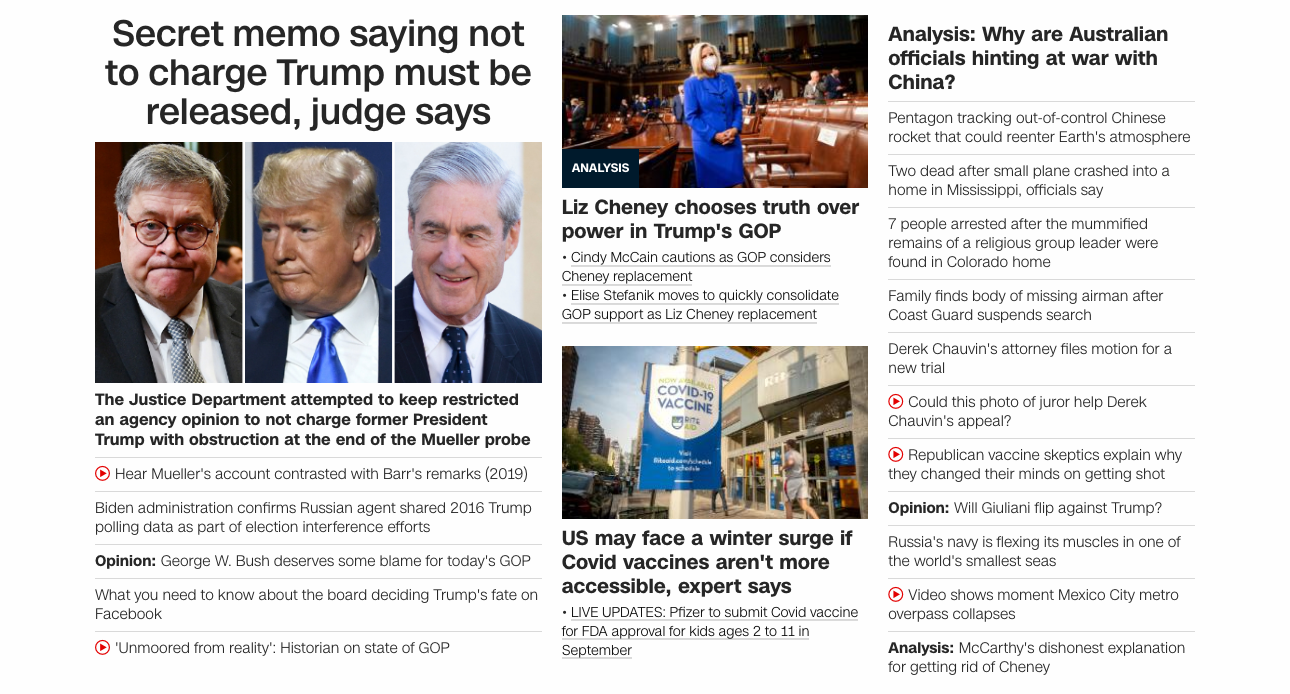 Secret memo saying not
to charge Trump must be
released, judge says
The Justice Department attempted to keep restricted
an agency opinion to not charge former President
Trump with obstruction at the end of the Mueller probe
Hear Mueller's account contrasted with Barr's remarks (2019)
Biden administration confirms Russian agent shared 2016 Trump
polling data as part of election interference efforts
Opinion: George W. Bush deserves some blame for today's GOP
What you need to know about the board deciding Trump's fate on
Facebook
'Unmoored from reality': Historian on state of GOP
ANALYSIS
Liz Cheney chooses truth over
power in Trump's GOP
• Cindy McCain cautions as GOP considers
Cheney replacement
• Elise Stefanik moves to quickly consolidate
GOP support as Liz Cheney replacement
Rite Aid
NOW AVAILABLE!
COVID-19
VACCINE
RITE
AID
Visit
Riteaid.com/schedule
to schedule
US may face a winter surge if
Covid vaccines aren't more
accessible, expert says
• LIVE UPDATES: Pfizer to submit Covid vaccine
for FDA approval for kids ages 2 to 11 in
September
Analysis: Why are Australian
officials hinting at war with
China?
Pentagon tracking out-of-control Chinese
rocket that could reenter Earth's atmosphere
Two dead after small plane crashed into a
home in Mississippi, officials say
7 people arrested after the mummified
remains of a religious group leader were
found in Colorado home
Family finds body of missing airman after
Coast Guard suspends search
Derek Chauvin's attorney files motion for a
new trial
Could this photo of juror help Derek
Chauvin's appeal?
Republican vaccine skeptics explain why
they changed their minds on getting shot
Opinion: Will Giuliani flip against Trump?
Russia's navy is flexing its muscles in one of
the world's smallest seas
Video shows moment Mexico City metro
overpass collapses
Analysis: McCarthy's dishonest explanation
for getting rid of Cheney